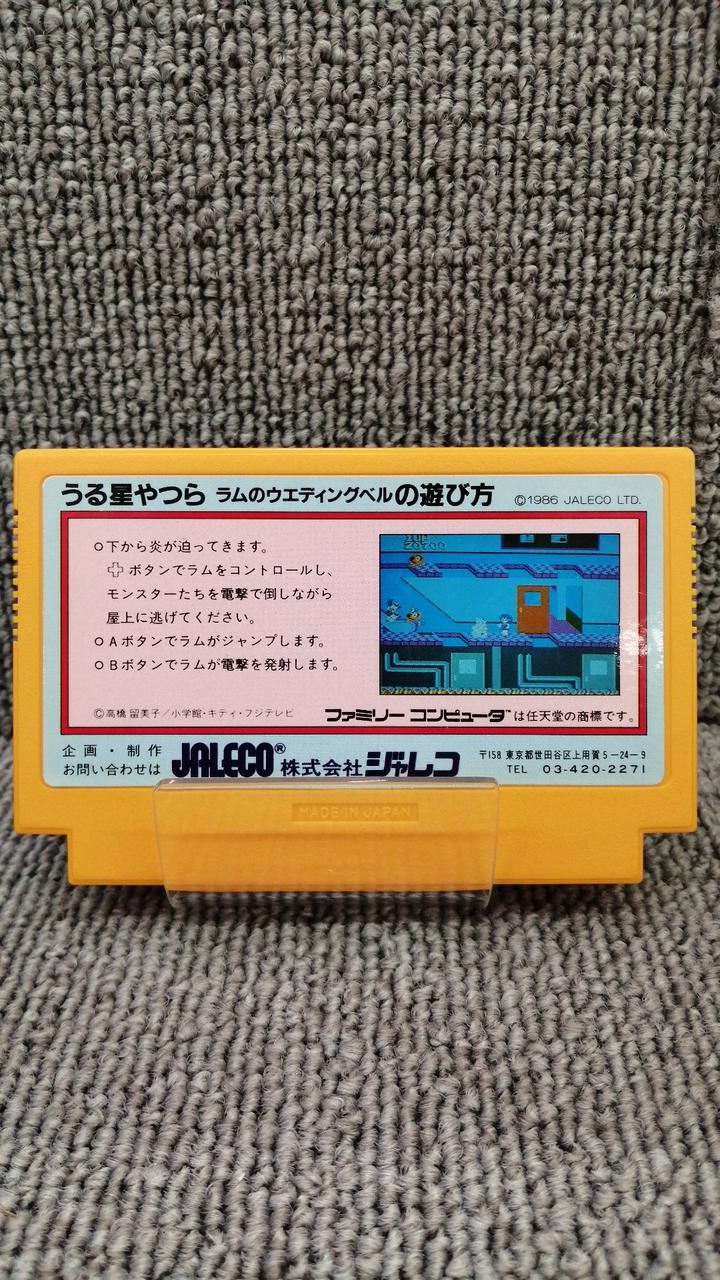 うる星やつら ラムのウエディングベルの遊び方 ©1986 JALECO LTD.
○下から炎が迫ってきます。
ボタンでラムをコントロールし、
モンスターたちを電撃で倒しながら
屋上に逃げてください。
○Aボタンでラムがジャンプします。
○Bボタンでラムが電撃を発射します。
1UP
20700
©高橋留美子/小学館・キティ・フジテレビ
ファミリーコンピュータ™は任天堂の商標です。
企画・制作
お問い合わせは JALECO® 株式会社ジャレコ
〒158 東京都世田谷区上用賀5-24-9
TEL 03-420-2271
MADE IN JAPAN